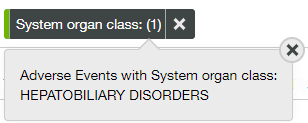 System organ class: (1)
Adverse Events with System organ class:
HEPATOBILIARY DISORDERS